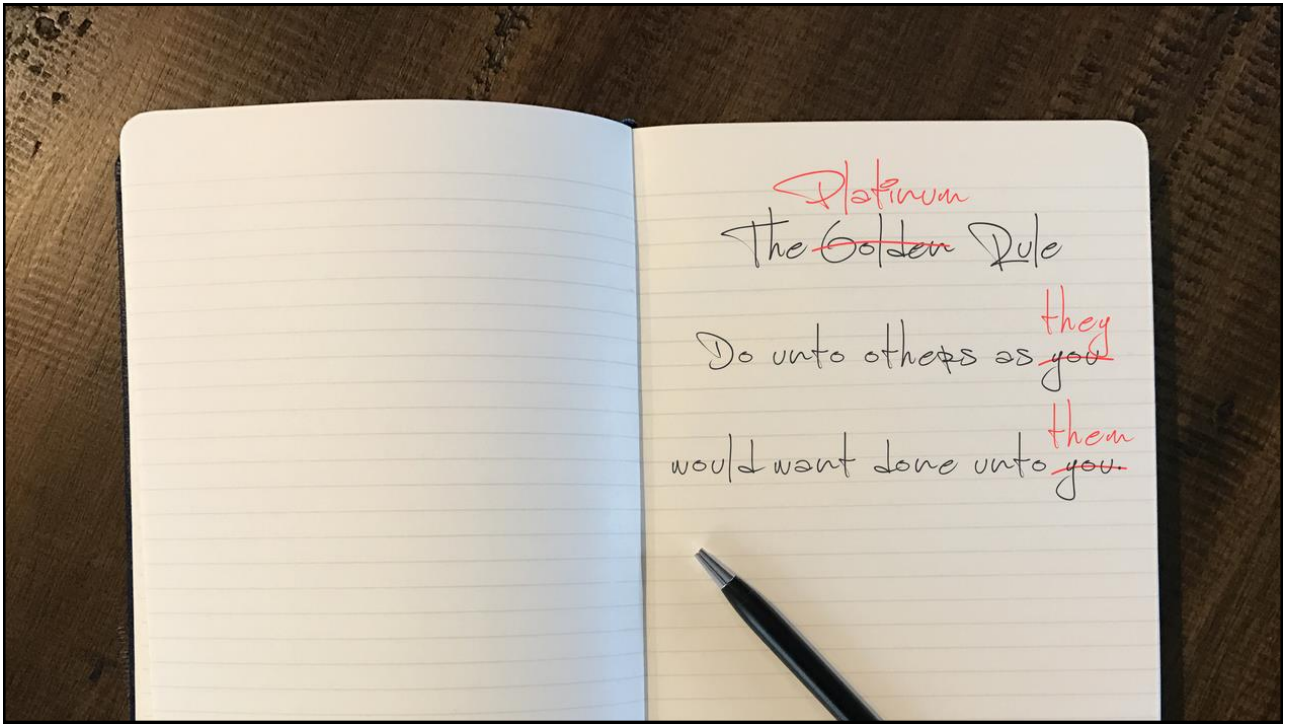 Platinum
The Golden Rule
they
Do unto others as you
them
would want done unto you.